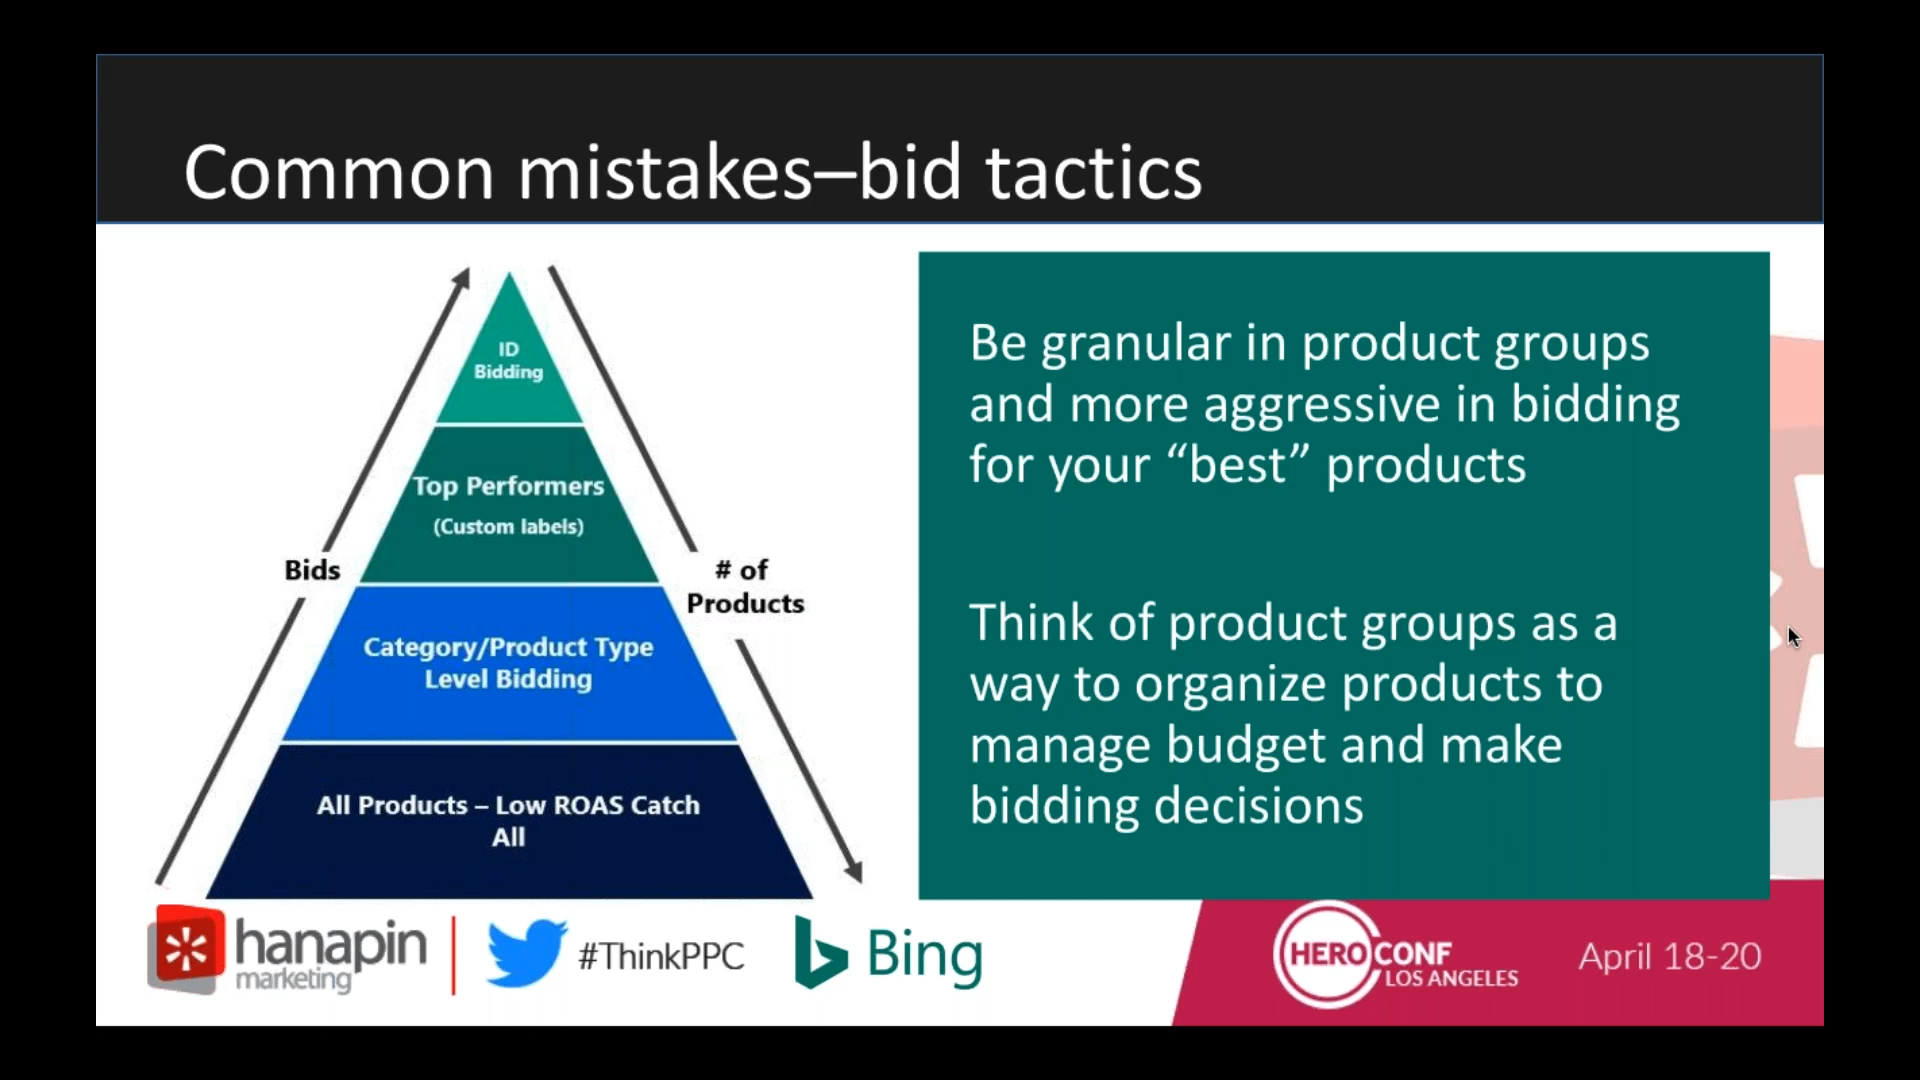 Common mistakes–bid tactics
ID
Bidding
Top Performers
(Custom labels)
Bids
# of
Products
Category/Product Type
Level Bidding
All Products – Low ROAS Catch
All
Be granular in product groups
and more aggressive in bidding
for your “best” products
Think of product groups as a
way to organize products to
manage budget and make
bidding decisions
hanapin
marketing
#ThinkPPC
Bing
HERO CONF
LOS ANGELES
April 18-20